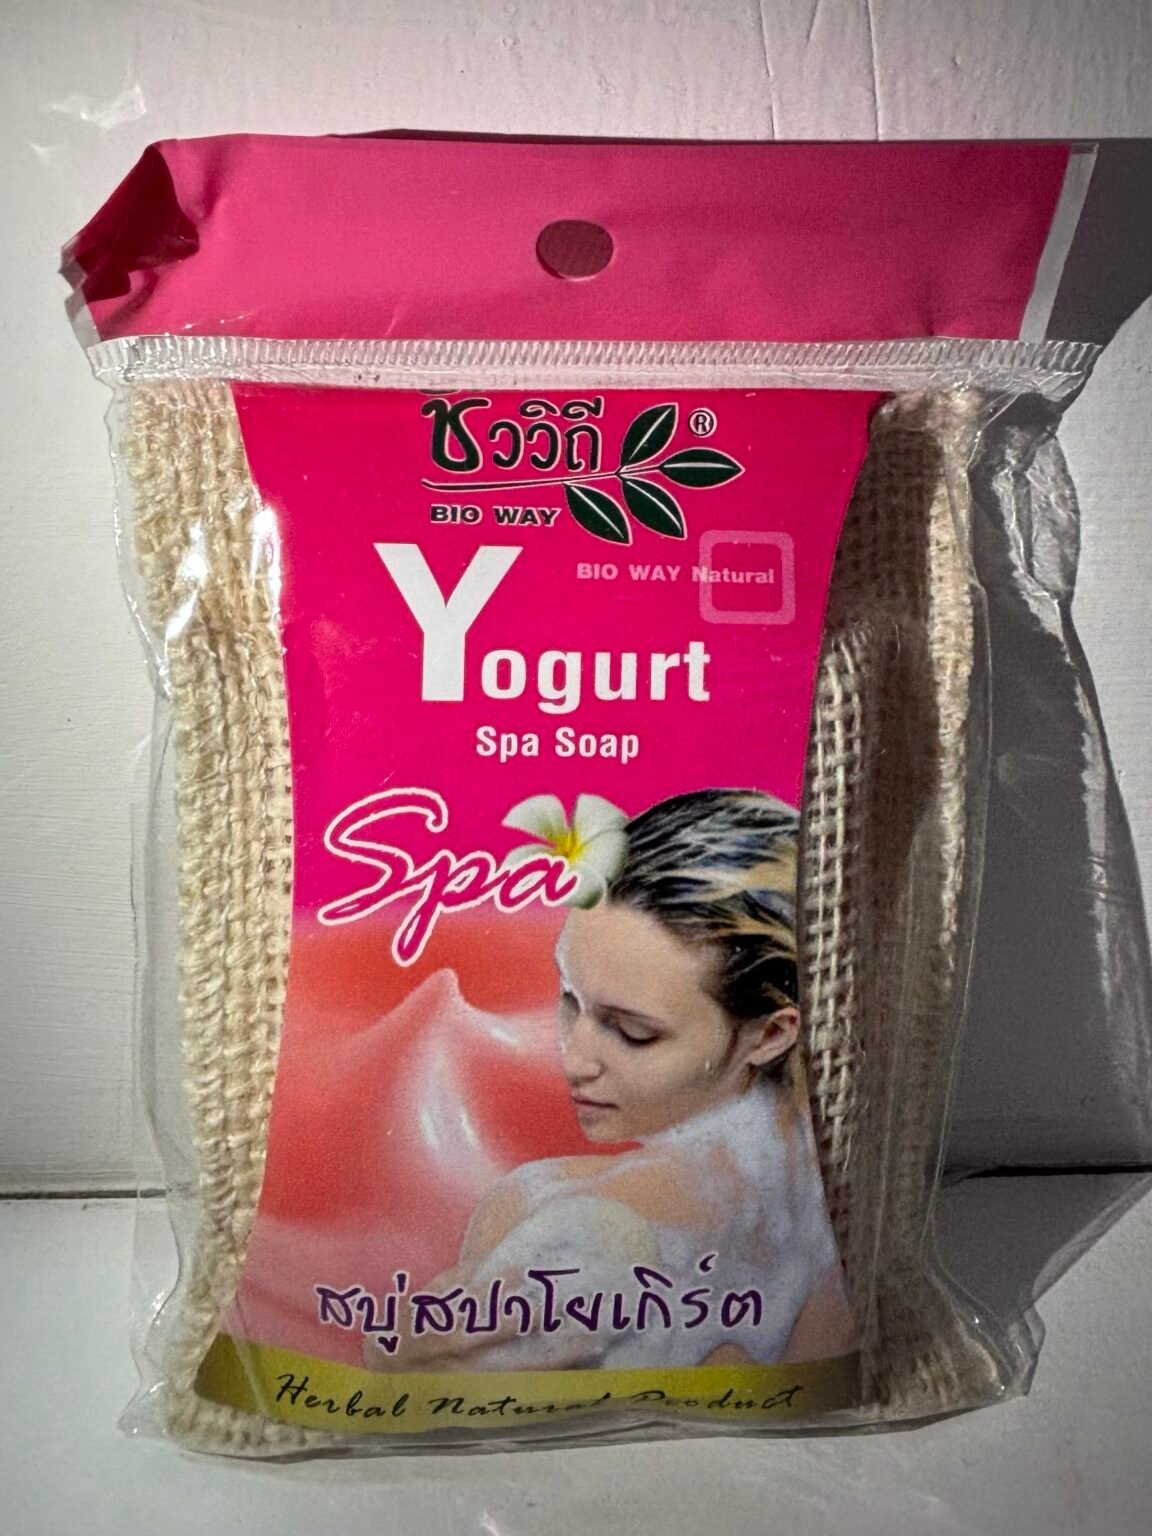 ชีววิถี ®
BIO WAY
BIO WAY Natural
Yogurt
Spa Soap
Spa
สบู่สปาโยเกิร์ต
Herbal Natural Product